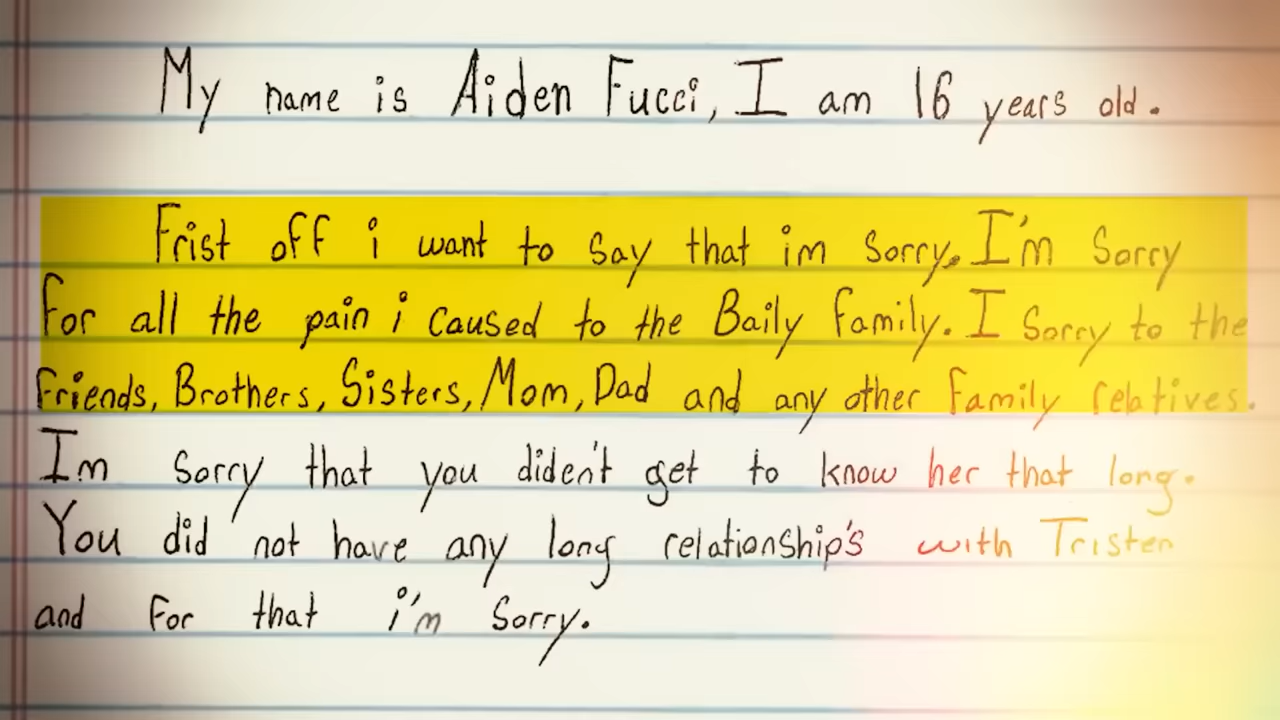 My name is Aiden Fucci, I am 16 years old.
Frist off i want to say that im sorry. I'm Sorry
For all the pain i caused to the Baily Family. I Sorry to the
Friends, Brothers, Sisters, Mom, Dad and any other Family relatives.
Im Sorry that you diden't get to know her that long.
You did not have any long relationship's with Tristen
and For that i'm Sorry.